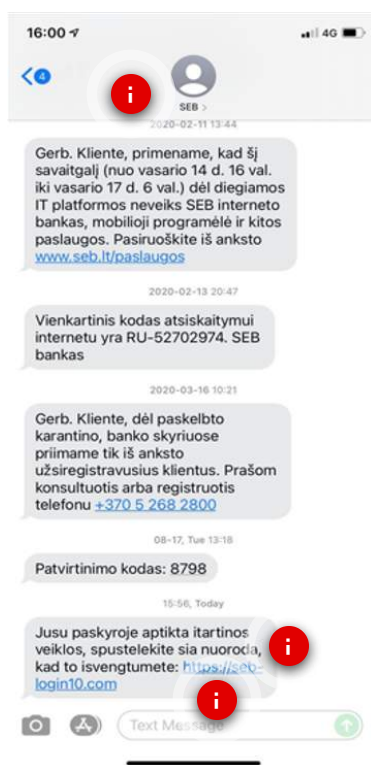 16:00
4G
4
i
SEB >
2020-02-11 13:44
Gerb. Kliente, primename, kad šį
savaitgalį (nuo vasario 14 d. 16 val.
iki vasario 17 d. 6 val.) dėl diegiamos
IT platformos neveiks SEB interneto
bankas, mobilioji programėlė ir kitos
paslaugos. Pasiruoškite iš anksto
www.seb.lt/paslaugos
2020-02-13 20:47
Vienkartinis kodas atsiskaitymui
internetu yra RU-52702974. SEB
bankas
2020-03-16 10:21
Gerb. Kliente, dėl paskelbto
karantino, banko skyriuose
priimame tik iš anksto
užsiregistravusius klientus. Prašom
konsultuotis arba registruotis
telefonu +370 5 268 2800
08-17, Tue 13:18
Patvirtinimo kodas: 8798
15:56, Today
Jusu paskyroje aptikta itartinos
veiklos, spustelekite sia nuoroda,
i
kad to isvengtumete: https://seb-
login10.com
i
Text Message